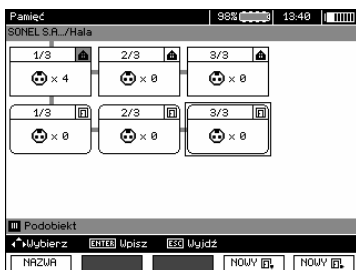 Pamięć 98% 13:40
SONEL S.A../Hala
1/3 2/3 3/3
× 4 × 0 × 0
1/3 2/3 3/3
× 0 × 0 × 0
Podobiekt
Wybierz ENTER Wpisz ESC Wyjdź
NAZWA NOWY NOWY